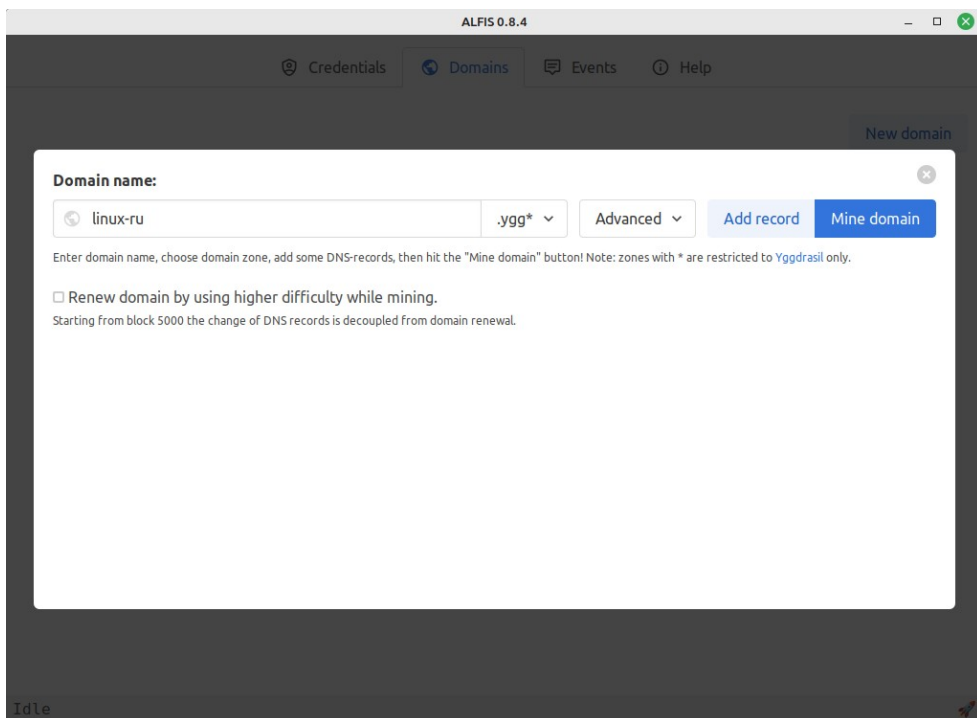 ALFIS 0.8.4
Credentials Domains Events Help
New domain
Domain name:
linux-ru .ygg* Advanced Add record Mine domain
Enter domain name, choose domain zone, add some DNS-records, then hit the "Mine domain" button! Note: zones with * are restricted to Yggdrasil only.
Renew domain by using higher difficulty while mining.
Starting from block 5000 the change of DNS records is decoupled from domain renewal.
Idle